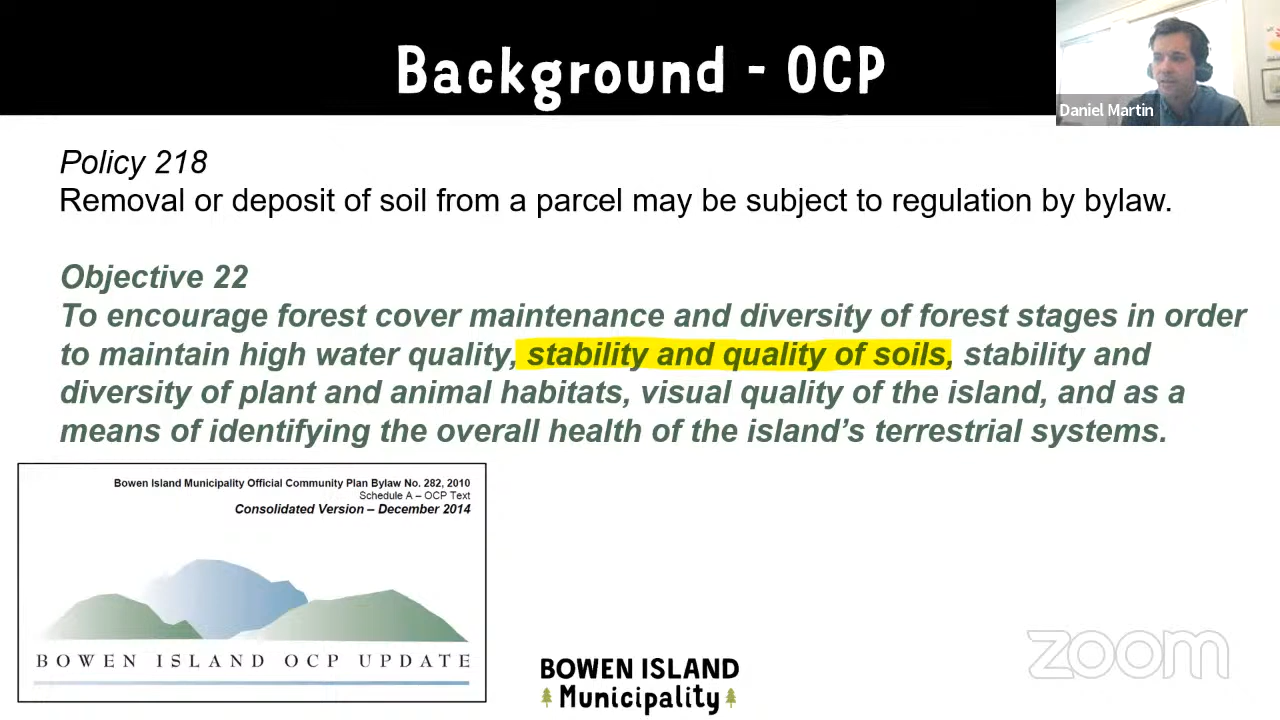 Background - OCP
Daniel Martin
Policy 218
Removal or deposit of soil from a parcel may be subject to regulation by bylaw.
Objective 22
To encourage forest cover maintenance and diversity of forest stages in order
to maintain high water quality, stability and quality of soils, stability and
diversity of plant and animal habitats, visual quality of the island, and as a
means of identifying the overall health of the island’s terrestrial systems.
Bowen Island Municipality Official Community Plan Bylaw No. 282, 2010
Schedule A – OCP Text
Consolidated Version – December 2014
BOWEN ISLAND OCP UPDATE
BOWEN ISLAND
Municipality
zoom